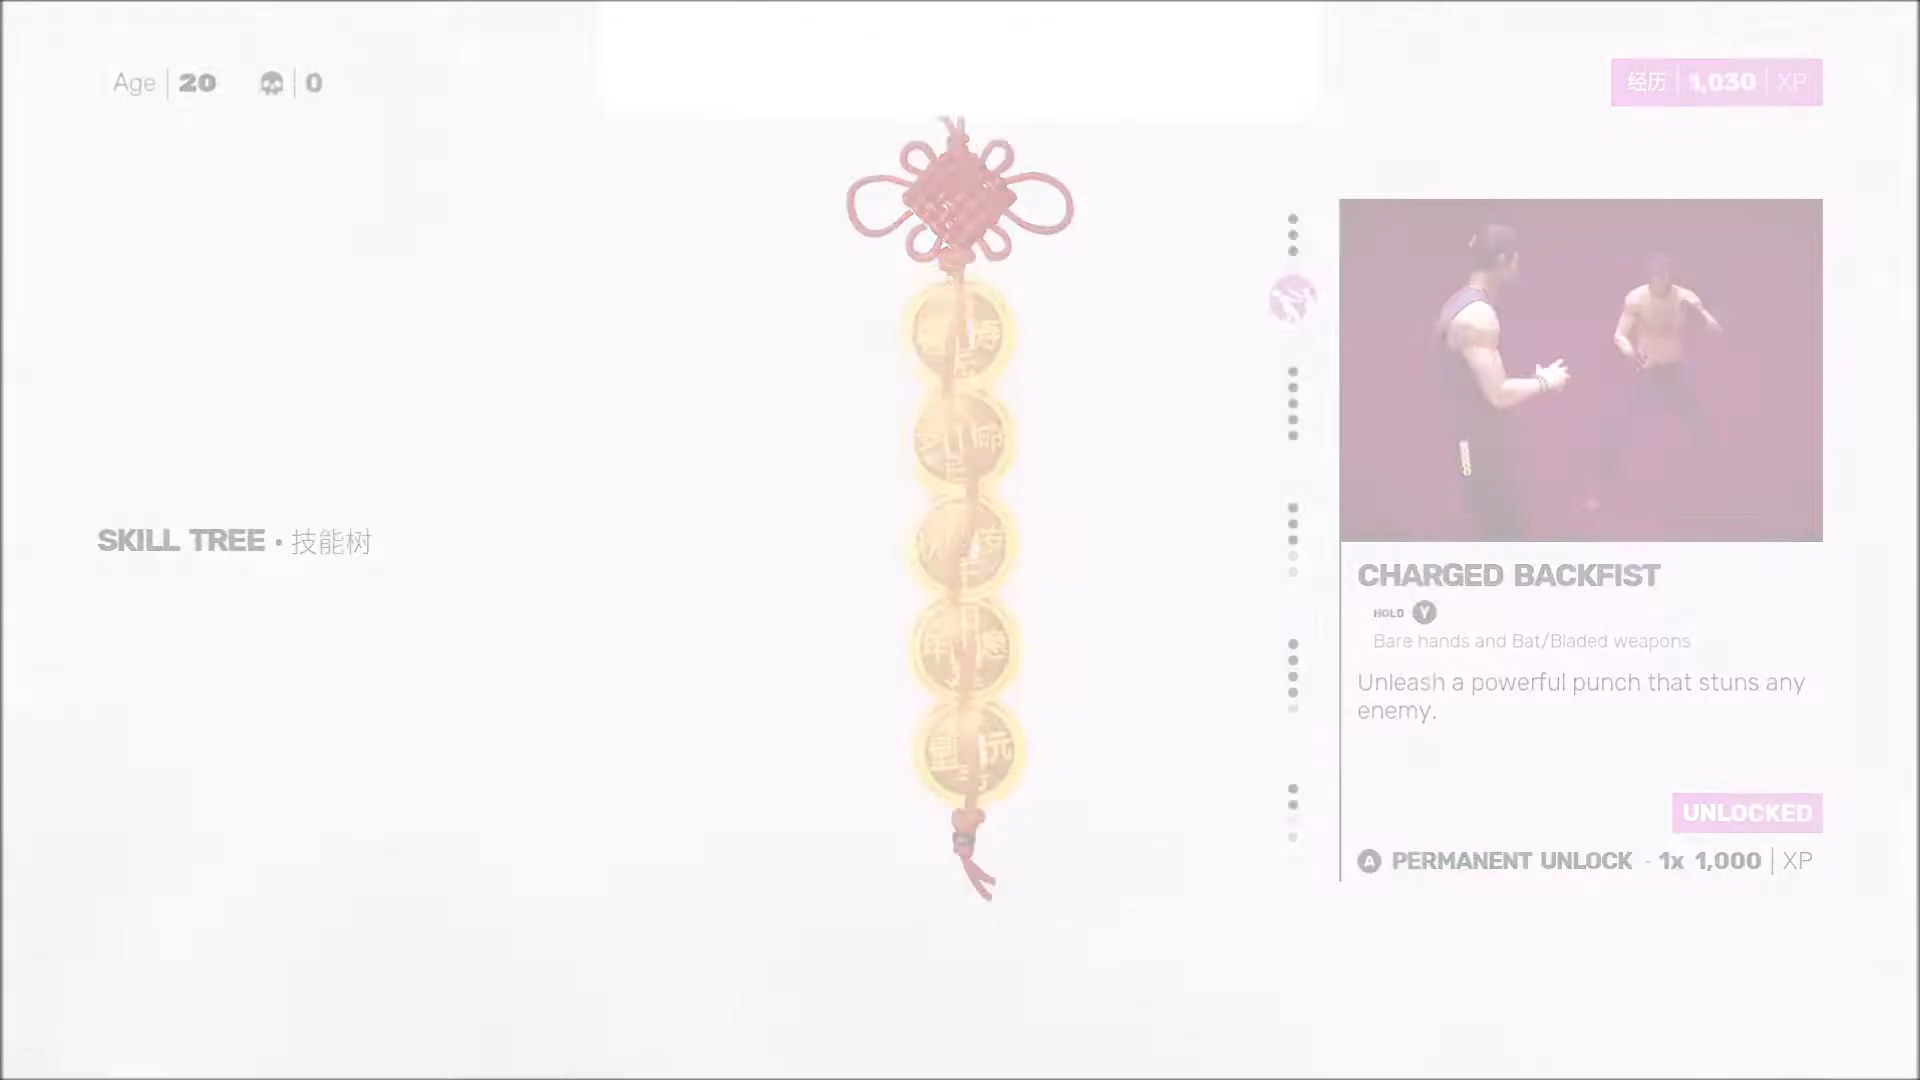 Age 20 0
经历 1,030 XP
SKILL TREE • 技能树
CHARGED BACKFIST
HOLD Y
Bare hands and Bat/Bladed weapons
Unleash a powerful punch that stuns any
enemy.
UNLOCKED
A PERMANENT UNLOCK - 1x 1,000 XP